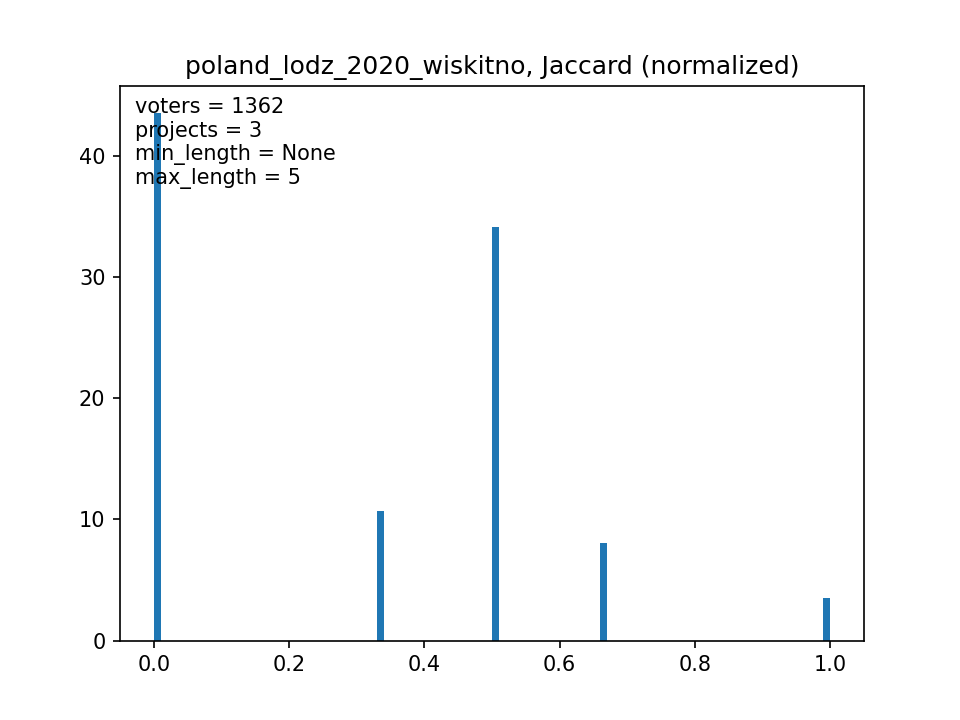 poland_lodz_2020_wiskitno, Jaccard (normalized)
voters = 1362
projects = 3
min_length = None
max_length = 5
40
30
20
10
0
0.0 0.2 0.4 0.6 0.8 1.0